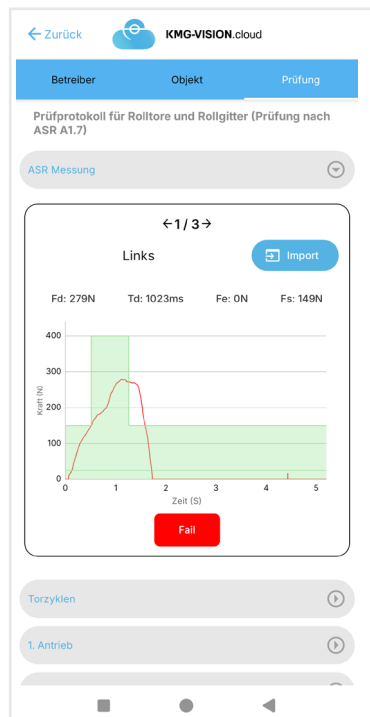 Zurück
KMG-VISION.cloud
Betreiber Objekt Prüfung
Prüfprotokoll für Rolltore und Rollgitter (Prüfung nach
ASR A1.7)
ASR Messung
←1/3→
Links
Import
Fd: 279N Td: 1023ms Fe: 0N Fs: 149N
400
300
200
100
0
Kraft (N)
0 1 2 3 4 5
Zeit (S)
Fail
Torzyklen
1. Antrieb